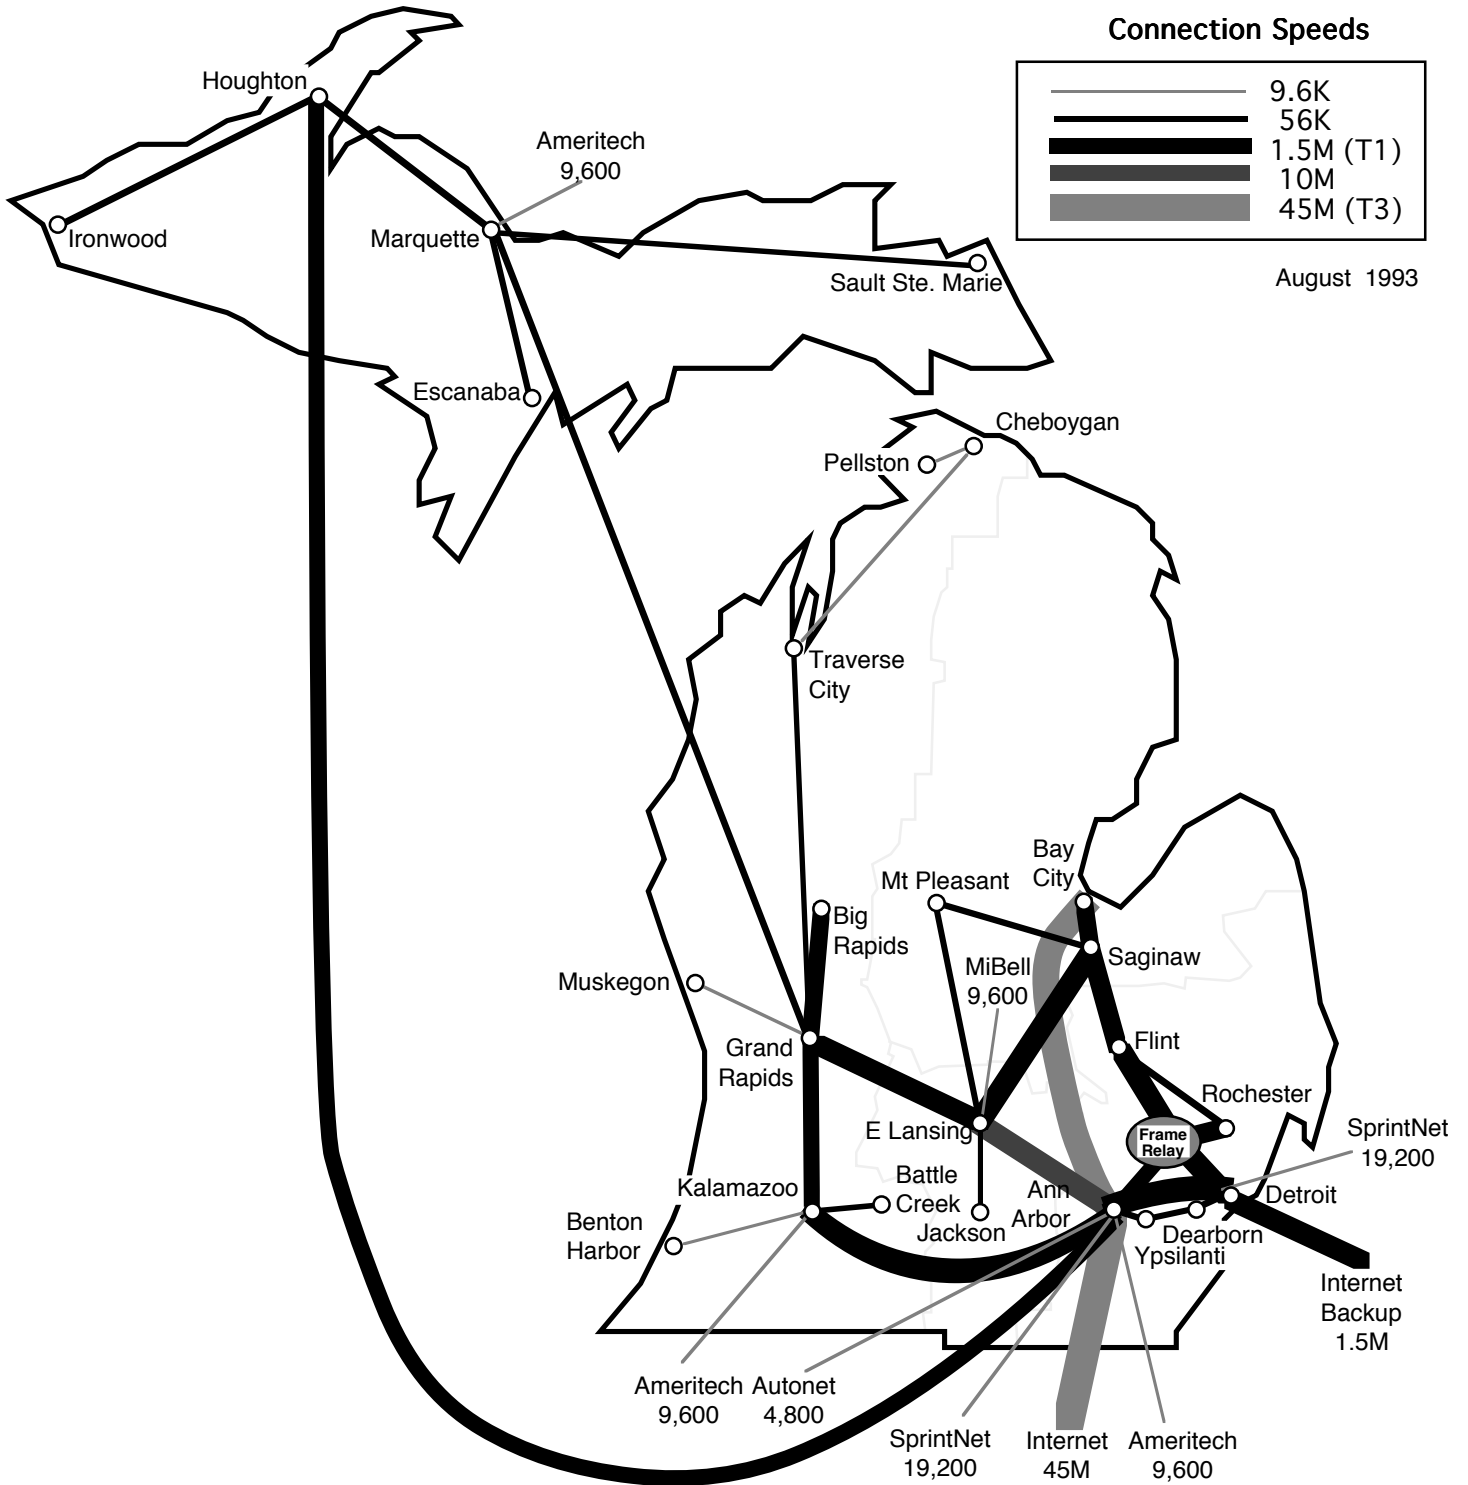 Connection Speeds
9.6K
56K
1.5M (T1)
10M
45M (T3)
August 1993
Houghton
Ameritech
9,600
Ironwood
Marquette
Sault Ste. Marie
Escanaba
Cheboygan
Pellston
Traverse
City
Bay
City
Mt Pleasant
Big
Rapids
Saginaw
MiBell
9,600
Muskegon
Flint
Grand
Rapids
Rochester
E Lansing
Frame
Relay
SprintNet
19,200
Kalamazoo
Battle
Creek
Ann
Arbor
Detroit
Benton
Harbor
Jackson
Dearborn
Ypsilanti
Internet
Backup
1.5M
Ameritech
9,600
Autonet
4,800
SprintNet
19,200
Internet
45M
Ameritech
9,600